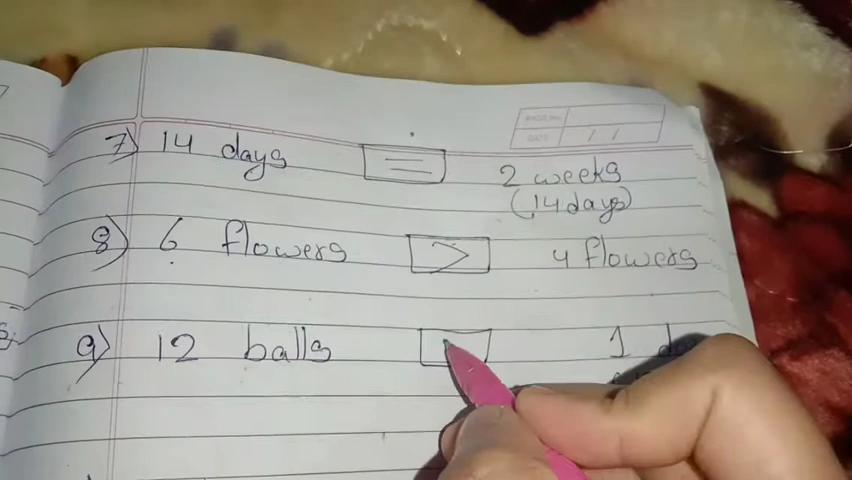 7) 14 days = 2 weeks
(14 days)
8) 6 flowers > 4 flowers
9) 12 balls 1